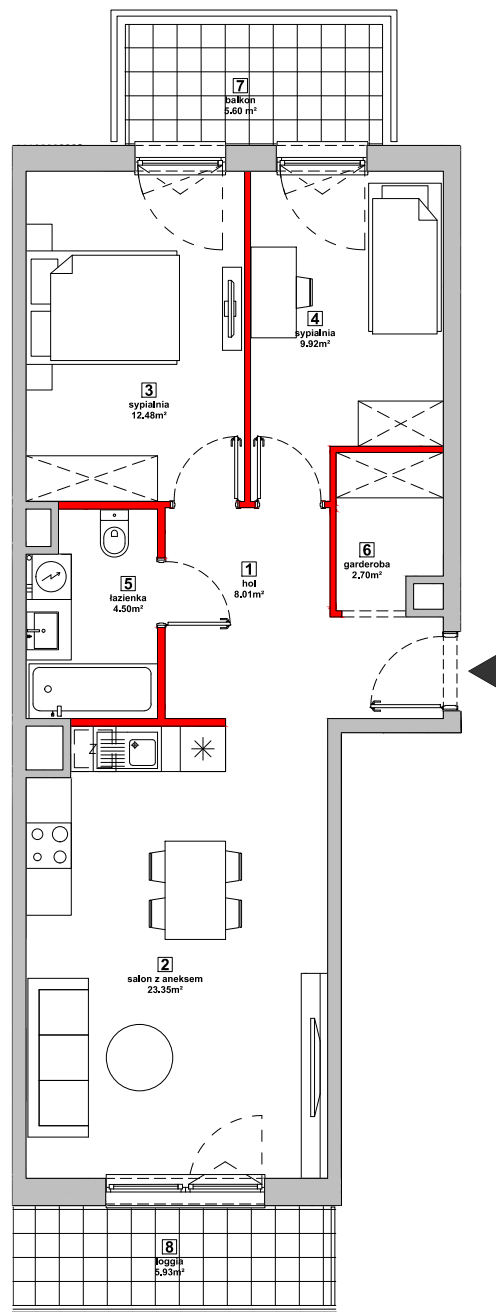 7
balkon
5.60 m²
4
sypialnia
9.92m²
3
sypialnia
12.48m²
1
hol
8.01m²
6
garderoba
2.70m²
5
łazienka
4.50m²
Z
2
salon z aneksem
23.35m²
8
loggia
5.93m²